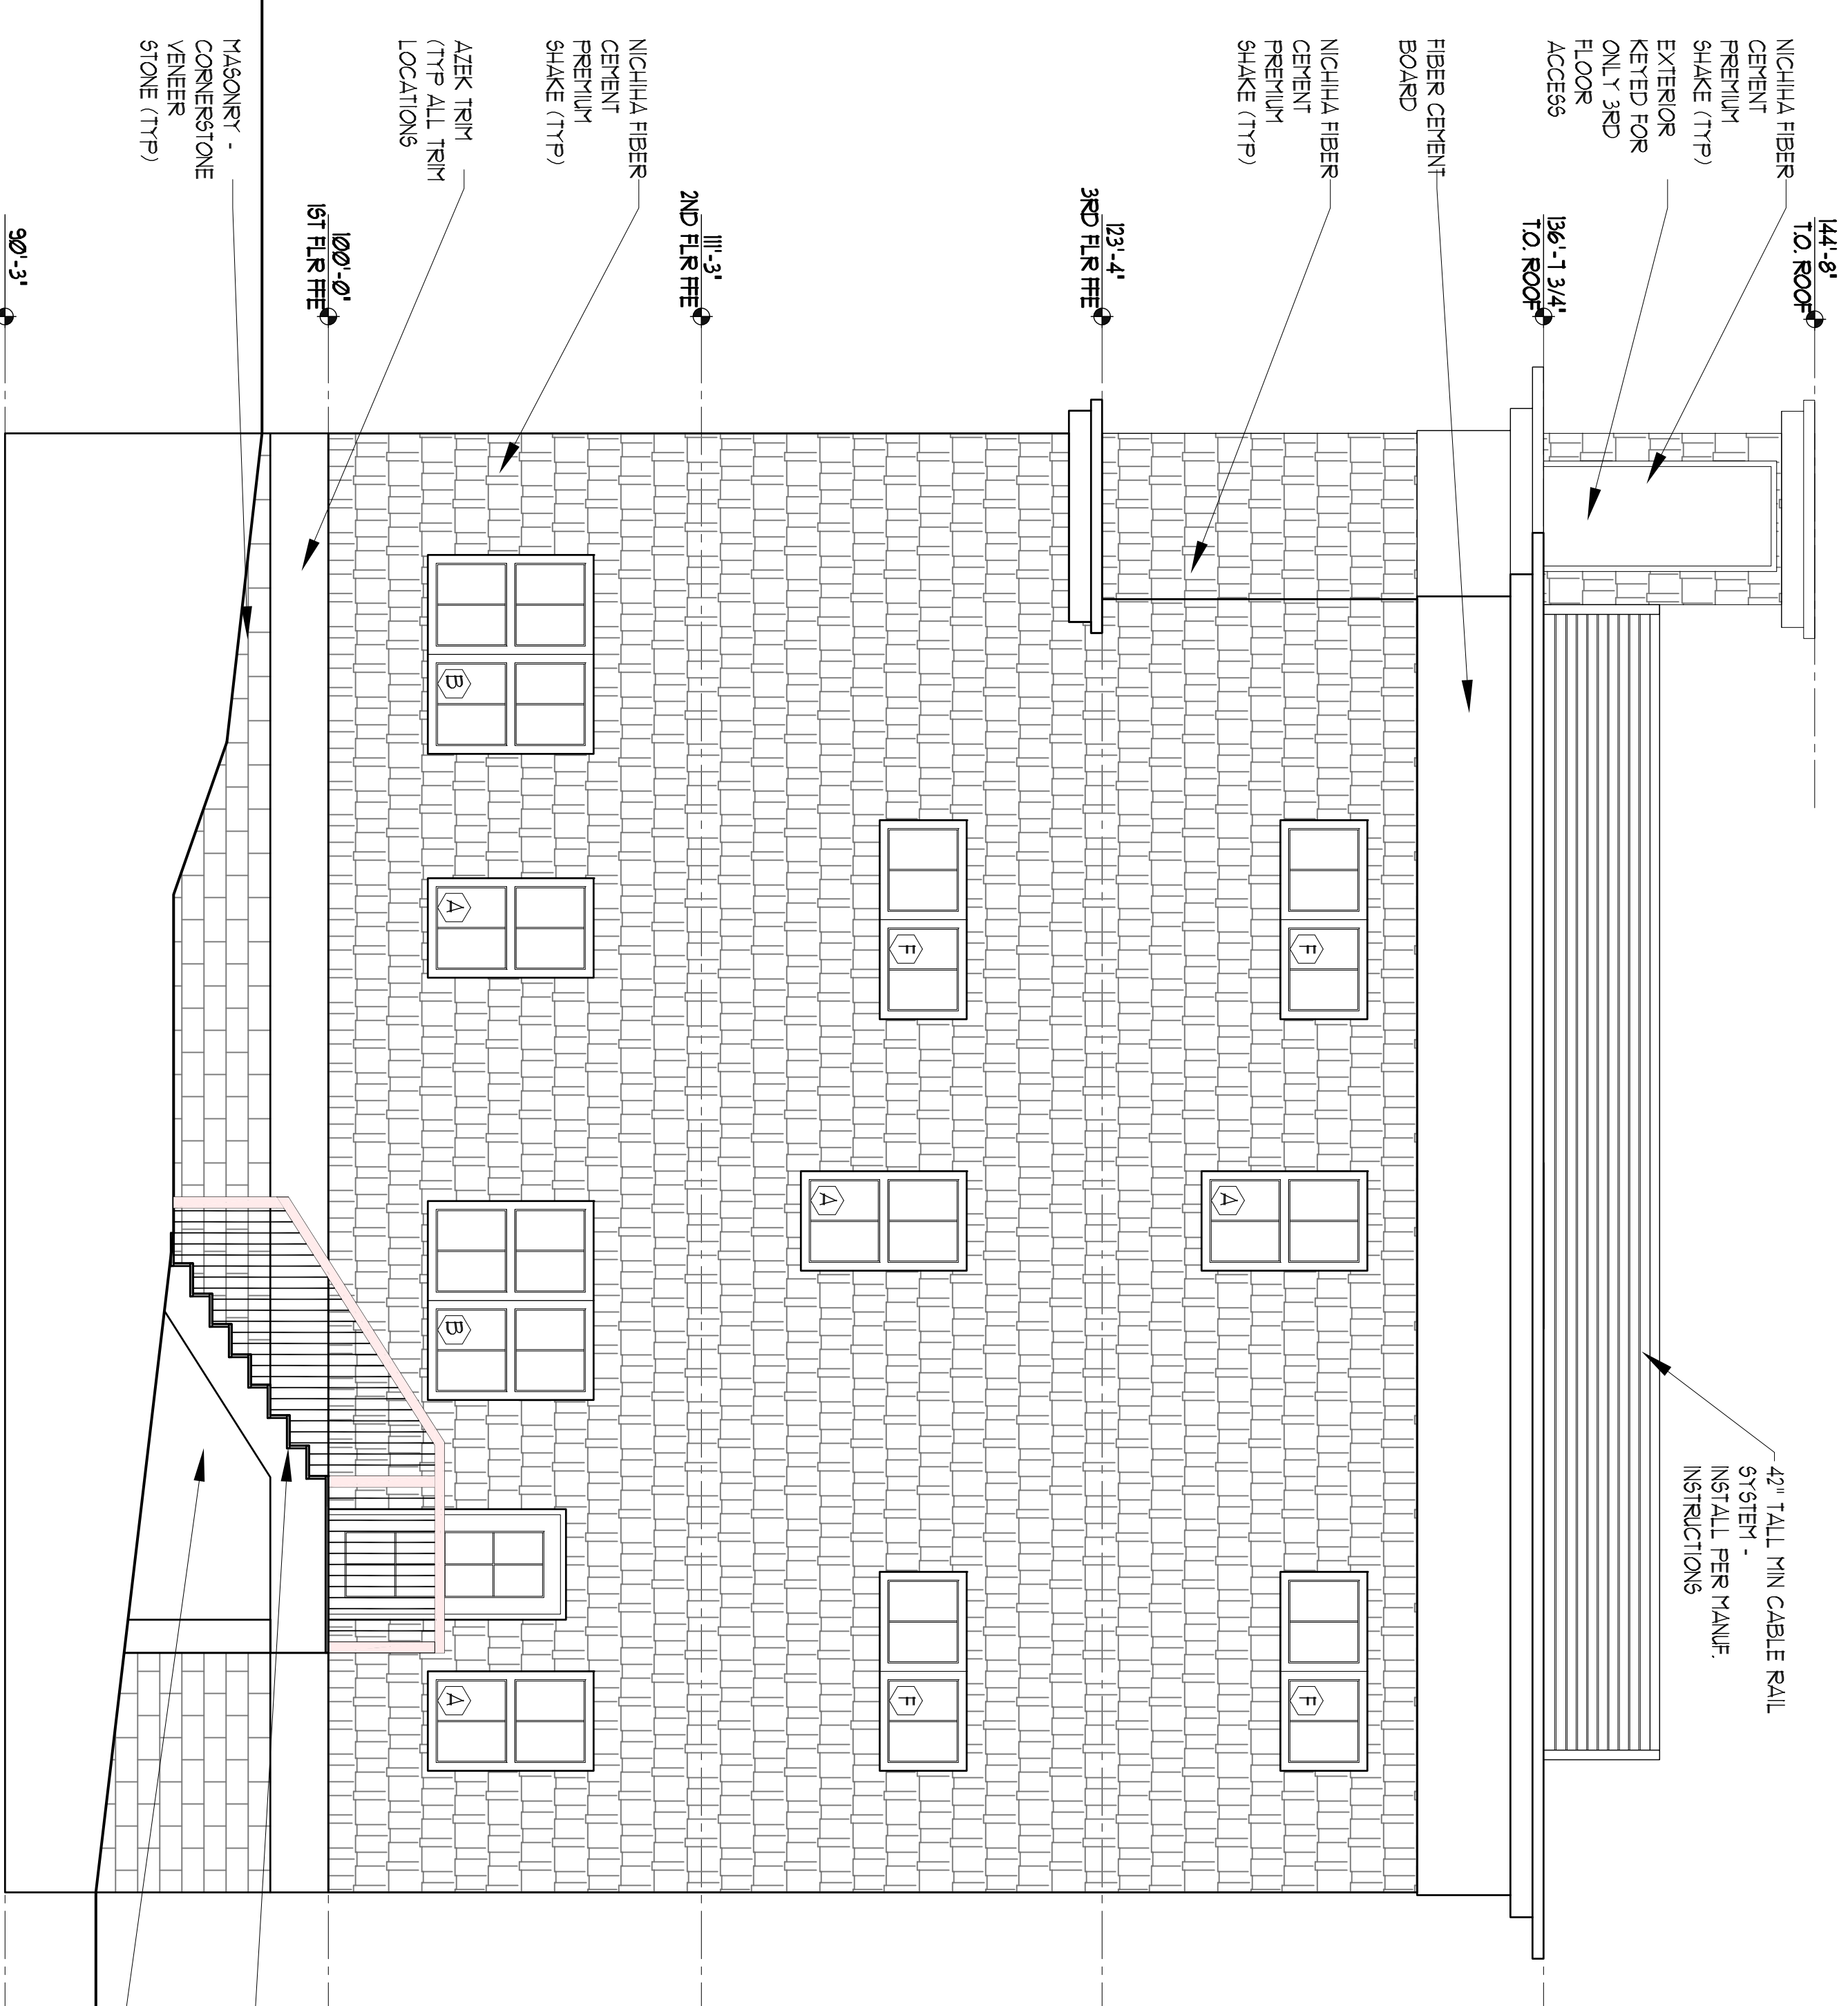 144'-8"
T.O. ROOF
NICHIHA FIBER
CEMENT
PREMIUM
SHAKE (TYP)
EXTERIOR
KEYED FOR
ONLY 3RD
FLOOR
ACCESS
42" TALL MIN CABLE RAIL
SYSTEM -
INSTALL PER MANUF.
INSTRUCTIONS
136'-7 3/4"
T.O. ROOF
FIBER CEMENT
BOARD
NICHIHA FIBER
CEMENT
PREMIUM
SHAKE (TYP)
F
F
A
123'-4"
3RD FLR FFE
F
F
A
111'-3"
2ND FLR FFE
NICHIHA FIBER
CEMENT
PREMIUM
SHAKE (TYP)
AZEK TRIM
(TYP ALL TRIM
LOCATIONS
B
A
B
A
100'-0"
1ST FLR FFE
MASONRY -
CORNERSTONE
VENEER
STONE (TYP)
90'-3"